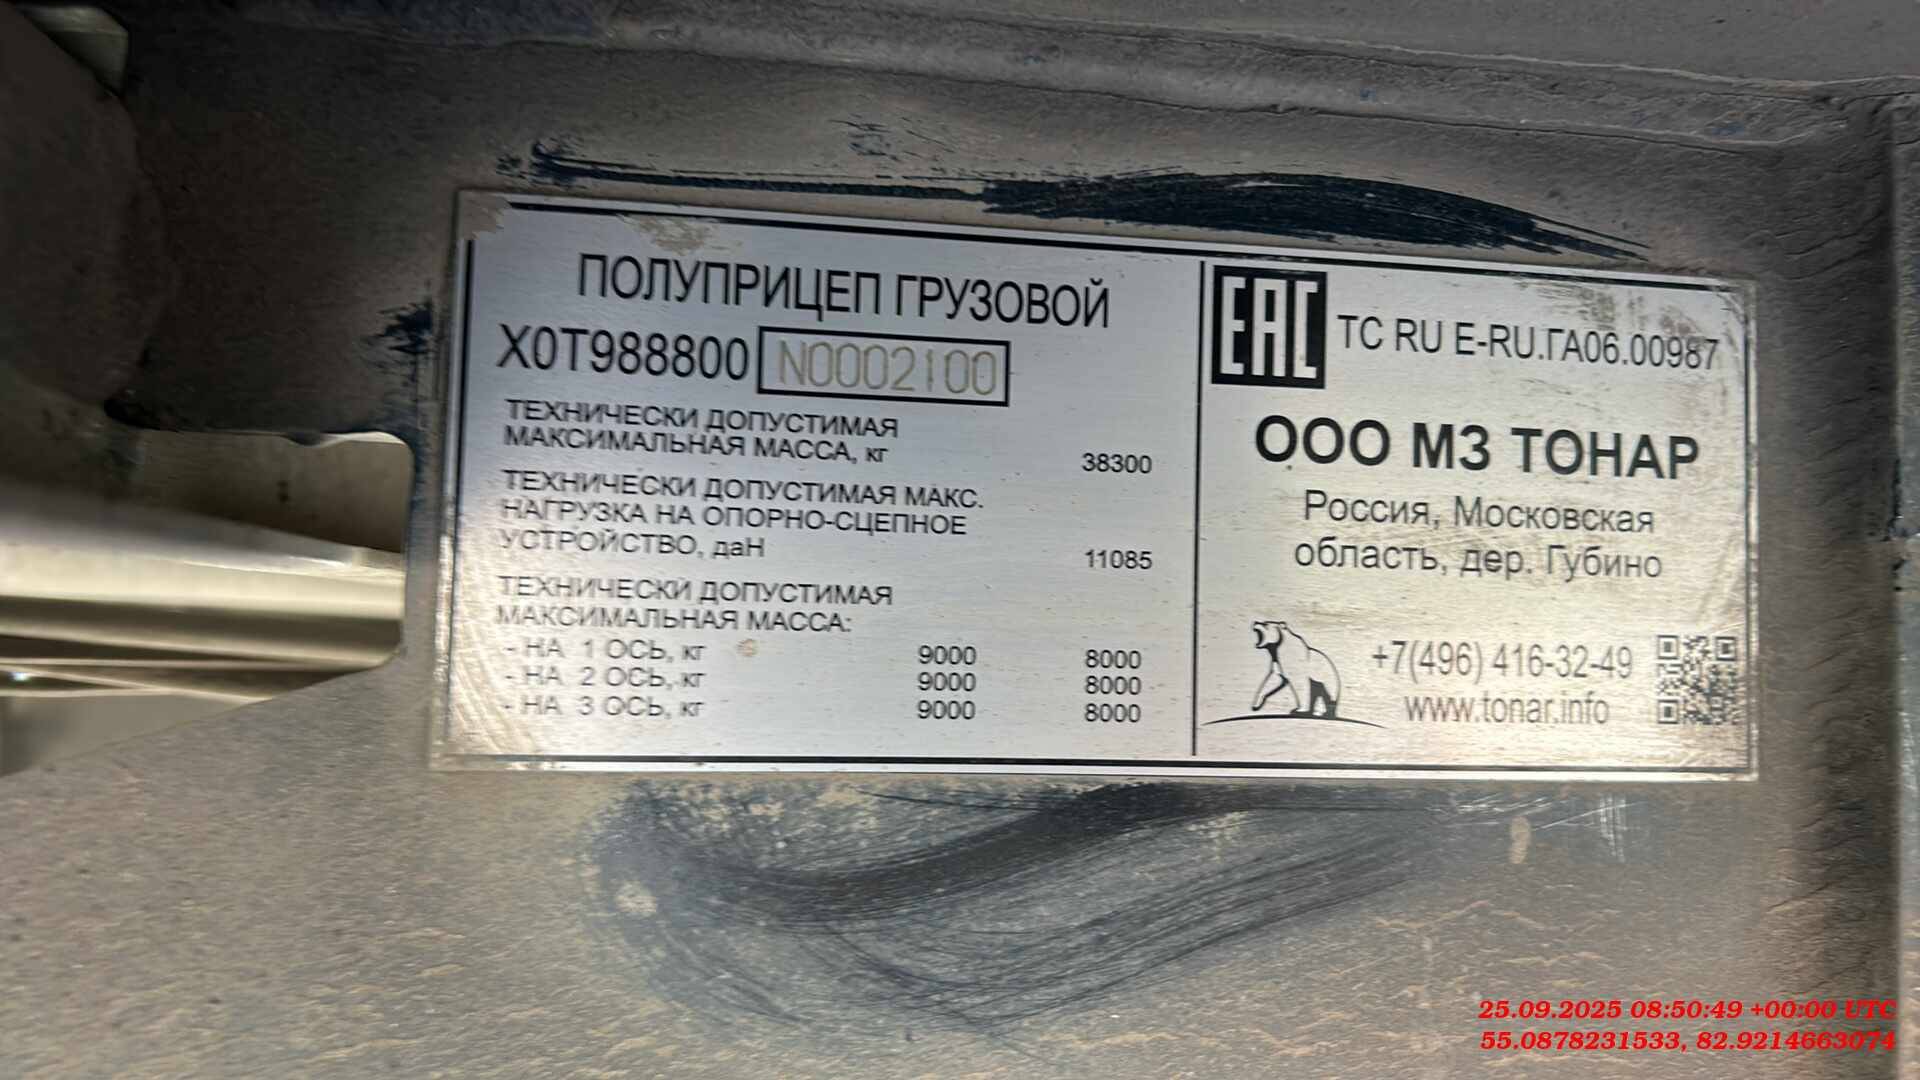 ПОЛУПРИЦЕП ГРУЗОВОЙ
X0T988800 N0002100
ТЕХНИЧЕСКИ ДОПУСТИМАЯ
МАКСИМАЛЬНАЯ МАССА, кг 38300
ТЕХНИЧЕСКИ ДОПУСТИМАЯ МАКС.
НАГРУЗКА НА ОПОРНО-СЦЕПНОЕ
УСТРОЙСТВО, даН 11085
ТЕХНИЧЕСКИ ДОПУСТИМАЯ
МАКСИМАЛЬНАЯ МАССА:
- НА 1 ОСЬ, кг 9000 8000
- НА 2 ОСЬ, кг 9000 8000
- НА 3 ОСЬ, кг 9000 8000
EAC TC RU E-RU.ГА06.00987
ООО МЗ ТОНАР
Россия, Московская
область, дер. Губино
+7(496) 416-32-49
www.tonar.info
25.09.2025 08:50:49 +00:00 UTC
55.0878231533, 82.9214663074